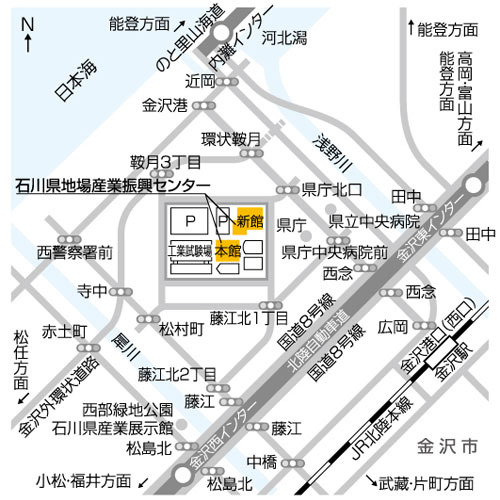 N
能登方面
のと里山海道
内灘インター
河北潟
能登方面
高岡・富山方面
能登方面
日本海
近岡
金沢港
浅野川
環状鞍月
鞍月3丁目
石川県地場産業振興センター
県庁北口
田中
P
P
新館
県庁
県立中央病院
金沢東インター
田中
西警察署前
工業試験場
本館
県庁中央病院前
西念
寺中
国道8号線
西念
赤土町
松村町
藤江北1丁目
北陸自動車道
広岡
金沢港口(西口)
松任方面
犀川
国道8号線
金沢駅
金沢外環状道路
藤江北2丁目
藤江
JR北陸本線
西部緑地公園
石川県産業展示館
金沢西インター
藤江
金沢市
松島北
中橋
小松・福井方面
松島北
武蔵・片町方面